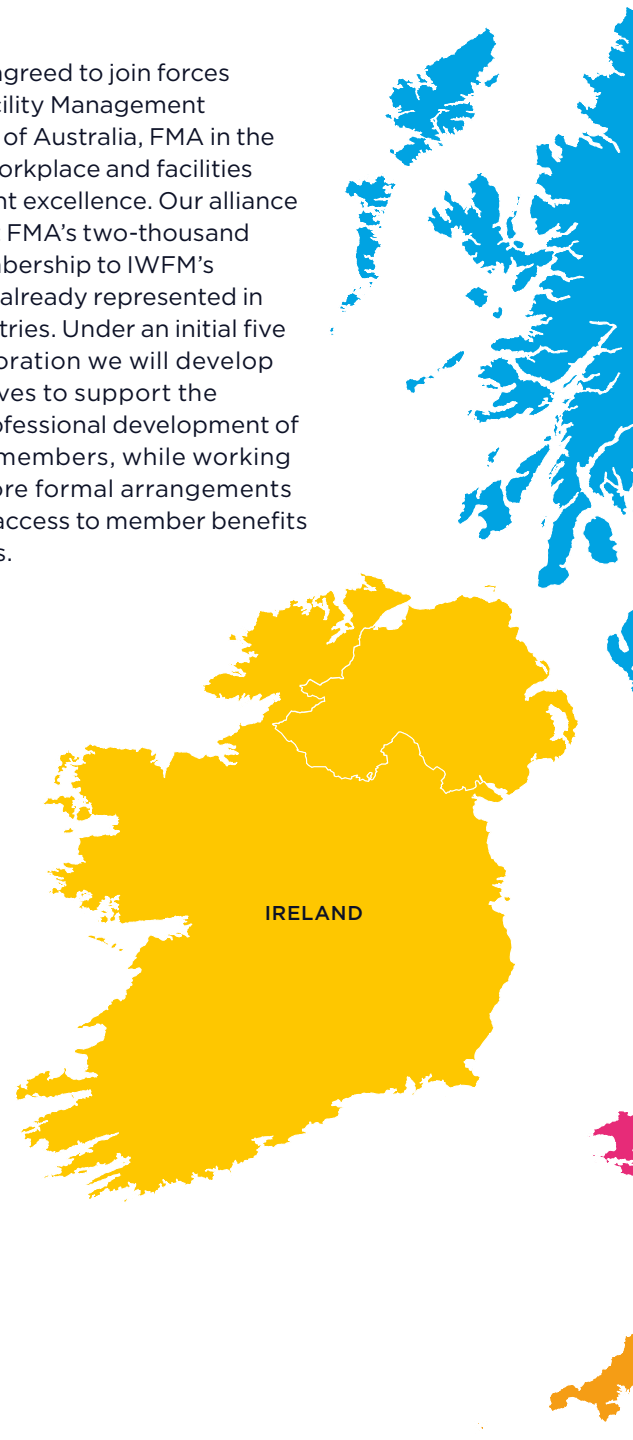 agreed to join forces
cility Management
of Australia, FMA in the
orkplace and facilities
nt excellence. Our alliance
FMA's two-thousand
bership to IWFM's
already represented in
tries. Under an initial five
oration we will develop
ves to support the
ofessional development of
members, while working
ore formal arrangements
access to member benefits
s.
IRELAND